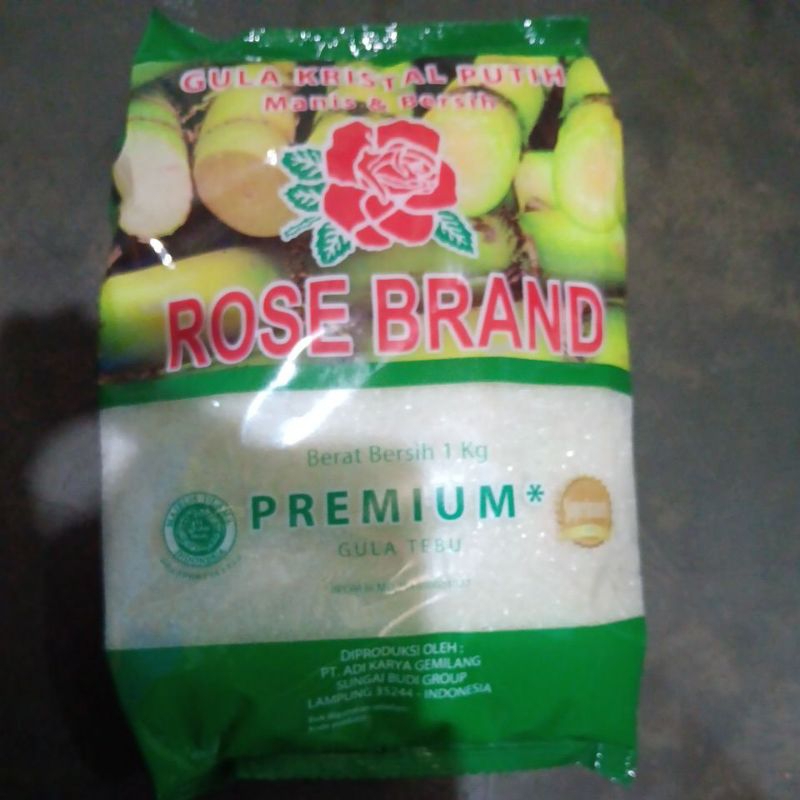 GULA KRISTAL PUTIH
Manis & Bersih
ROSE BRAND
Berat Bersih 1 Kg
PREMIUM*
GULA TEBU
INDONESIA
DIPRODUKSI OLEH :
PT. ADI KARYA GEMILANG
SUNGAI BUDI GROUP
LAMPUNG 35244 - INDONESIA